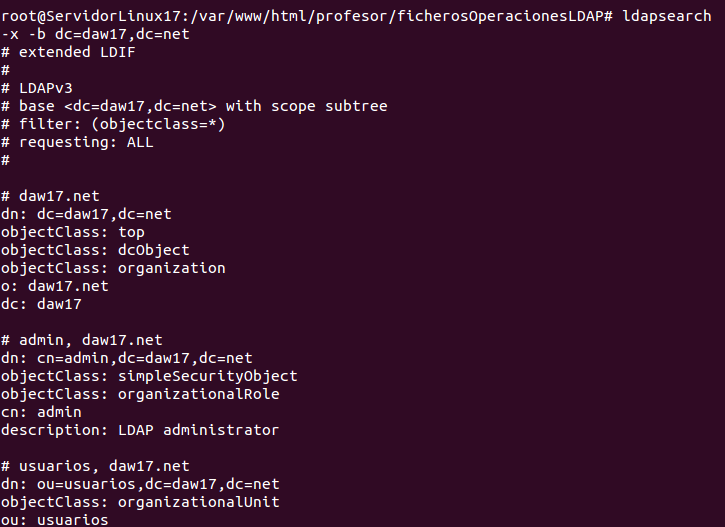 root@ServidorLinux17:/var/www/html/profesor/ficherosOperacionesLDAP# ldapsearch
-x -b dc=daw17,dc=net
# extended LDIF
#
# LDAPv3
# base <dc=daw17,dc=net> with scope subtree
# filter: (objectclass=*)
# requesting: ALL
#

# daw17.net
dn: dc=daw17,dc=net
objectClass: top
objectClass: dcObject
objectClass: organization
o: daw17.net
dc: daw17

# admin, daw17.net
dn: cn=admin,dc=daw17,dc=net
objectClass: simpleSecurityObject
objectClass: organizationalRole
cn: admin
description: LDAP administrator

# usuarios, daw17.net
dn: ou=usuarios,dc=daw17,dc=net
objectClass: organizationalUnit
ou: usuarios